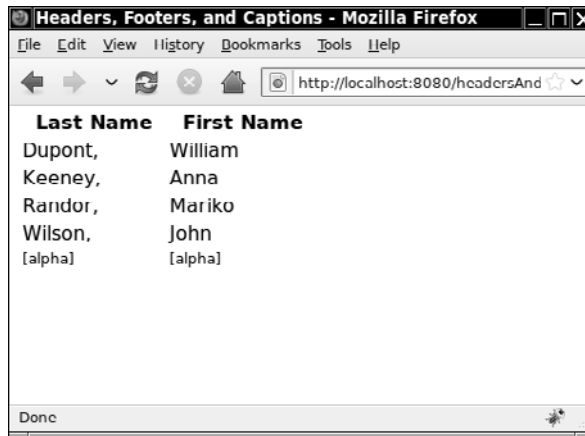 Headers, Footers, and Captions - Mozilla Firefox
File Edit View History Bookmarks Tools Help
http://localhost:8080/headersAnd
Last Name First Name
Dupont, William
Keeney, Anna
Randor, Mariko
Wilson, John
[alpha] [alpha]
Done